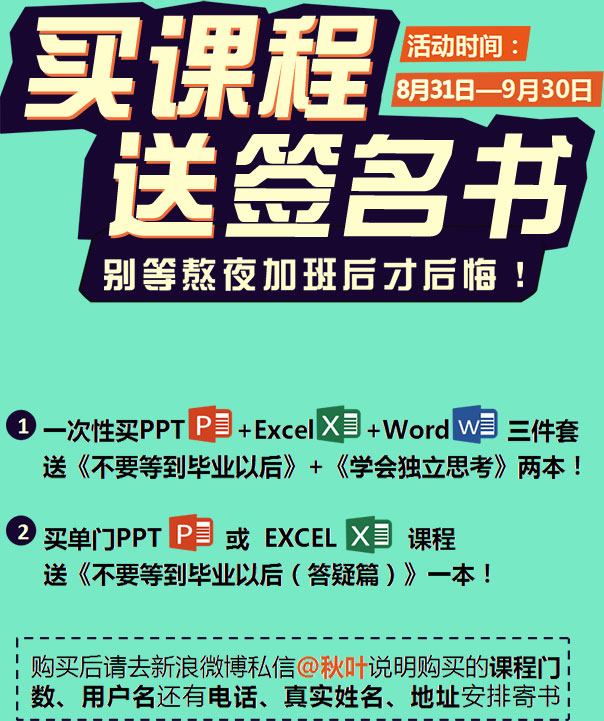 买课程
活动时间：
8月31日—9月30日
送签名书
别等熬夜加班后才后悔！
1 一次性买PPT P +Excel X +Word W 三件套
送《不要等到毕业以后》+《学会独立思考》两本！
2 买单门PPT P 或 EXCEL X 课程
送《不要等到毕业以后（答疑篇）》一本！
购买后请去新浪微博私信@秋叶说明购买的课程门
数、用户名还有电话、真实姓名、地址安排寄书